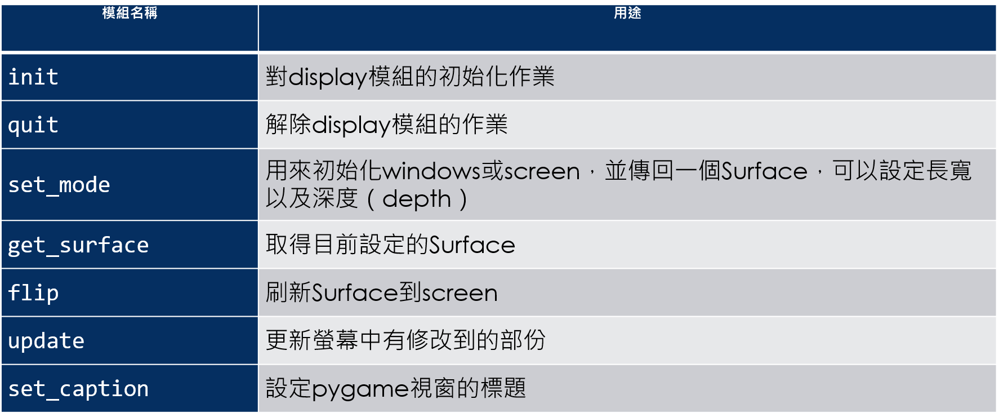 模組名稱
用途
init
對display模組的初始化作業
quit
解除display模組的作業
set_mode
用來初始化windows或screen，並傳回一個Surface，可以設定長寬
以及深度（depth）
get_surface
取得目前設定的Surface
flip
刷新Surface到screen
update
更新螢幕中有修改到的部份
set_caption
設定pygame視窗的標題